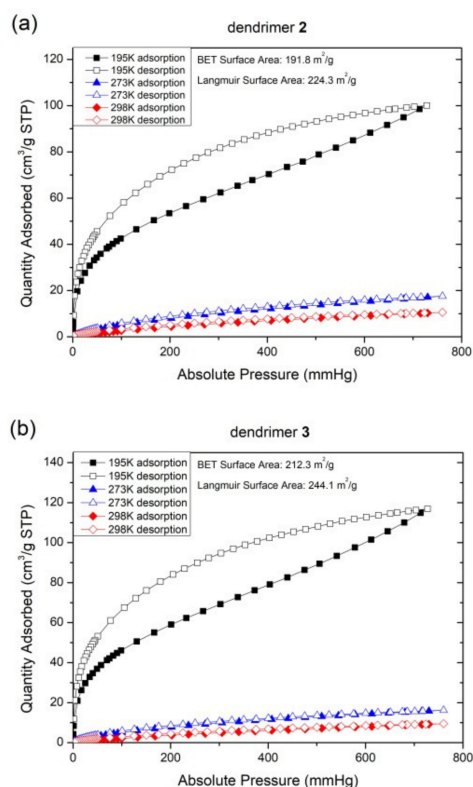 (a)
dendrimer 2
195K adsorption
195K desorption
273K adsorption
273K desorption
298K adsorption
298K desorption
BET Surface Area: 191.8 m²/g
Langmuir Surface Area: 224.3 m²/g
Quantity Adsorbed (cm³/g STP)
120
100
80
60
40
20
0
0
200
400
600
800
Absolute Pressure (mmHg)
(b)
dendrimer 3
195K adsorption
195K desorption
273K adsorption
273K desorption
298K adsorption
298K desorption
BET Surface Area: 212.3 m²/g
Langmuir Surface Area: 244.1 m²/g
Quantity Adsorbed (cm³/g STP)
140
120
100
80
60
40
20
0
0
200
400
600
800
Absolute Pressure (mmHg)